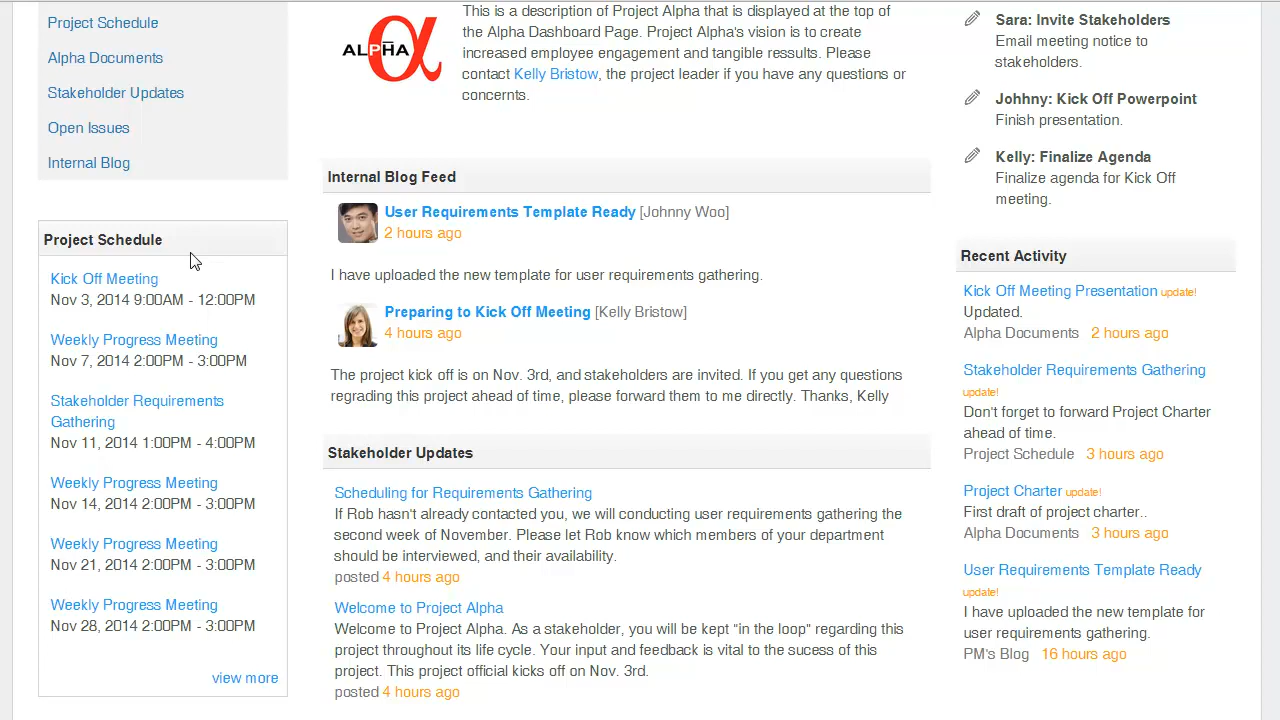 Project Schedule
Alpha Documents
Stakeholder Updates
Open Issues
Internal Blog
Project Schedule
Kick Off Meeting
Nov 3, 2014 9:00AM - 12:00PM
Weekly Progress Meeting
Nov 7, 2014 2:00PM - 3:00PM
Stakeholder Requirements
Gathering
Nov 11, 2014 1:00PM - 4:00PM
Weekly Progress Meeting
Nov 14, 2014 2:00PM - 3:00PM
Weekly Progress Meeting
Nov 21, 2014 2:00PM - 3:00PM
Weekly Progress Meeting
Nov 28, 2014 2:00PM - 3:00PM
view more
ALPHA α
This is a description of Project Alpha that is displayed at the top of
the Alpha Dashboard Page. Project Alpha's vision is to create
increased employee engagement and tangible results. Please
contact Kelly Bristow, the project leader if you have any questions or
concernts.
Internal Blog Feed
User Requirements Template Ready [Johnny Woo]
2 hours ago
I have uploaded the new template for user requirements gathering.
Preparing to Kick Off Meeting [Kelly Bristow]
4 hours ago
The project kick off is on Nov. 3rd, and stakeholders are invited. If you get any questions
regrading this project ahead of time, please forward them to me directly. Thanks, Kelly
Stakeholder Updates
Scheduling for Requirements Gathering
If Rob hasn't already contacted you, we will conducting user requirements gathering the
second week of November. Please let Rob know which members of your department
should be interviewed, and their availability.
posted 4 hours ago
Welcome to Project Alpha
Welcome to Project Alpha. As a stakeholder, you will be kept "in the loop" regarding this
project throughout its life cycle. Your input and feedback is vital to the sucess of this
project. This project official kicks off on Nov. 3rd.
posted 4 hours ago
Sara: Invite Stakeholders
Email meeting notice to
stakeholders.
Johhny: Kick Off Powerpoint
Finish presentation.
Kelly: Finalize Agenda
Finalize agenda for Kick Off
meeting.
Recent Activity
Kick Off Meeting Presentation update!
Updated.
Alpha Documents 2 hours ago
Stakeholder Requirements Gathering
update!
Don't forget to forward Project Charter
ahead of time.
Project Schedule 3 hours ago
Project Charter update!
First draft of project charter..
Alpha Documents 3 hours ago
User Requirements Template Ready
update!
I have uploaded the new template for
user requirements gathering.
PM's Blog 16 hours ago